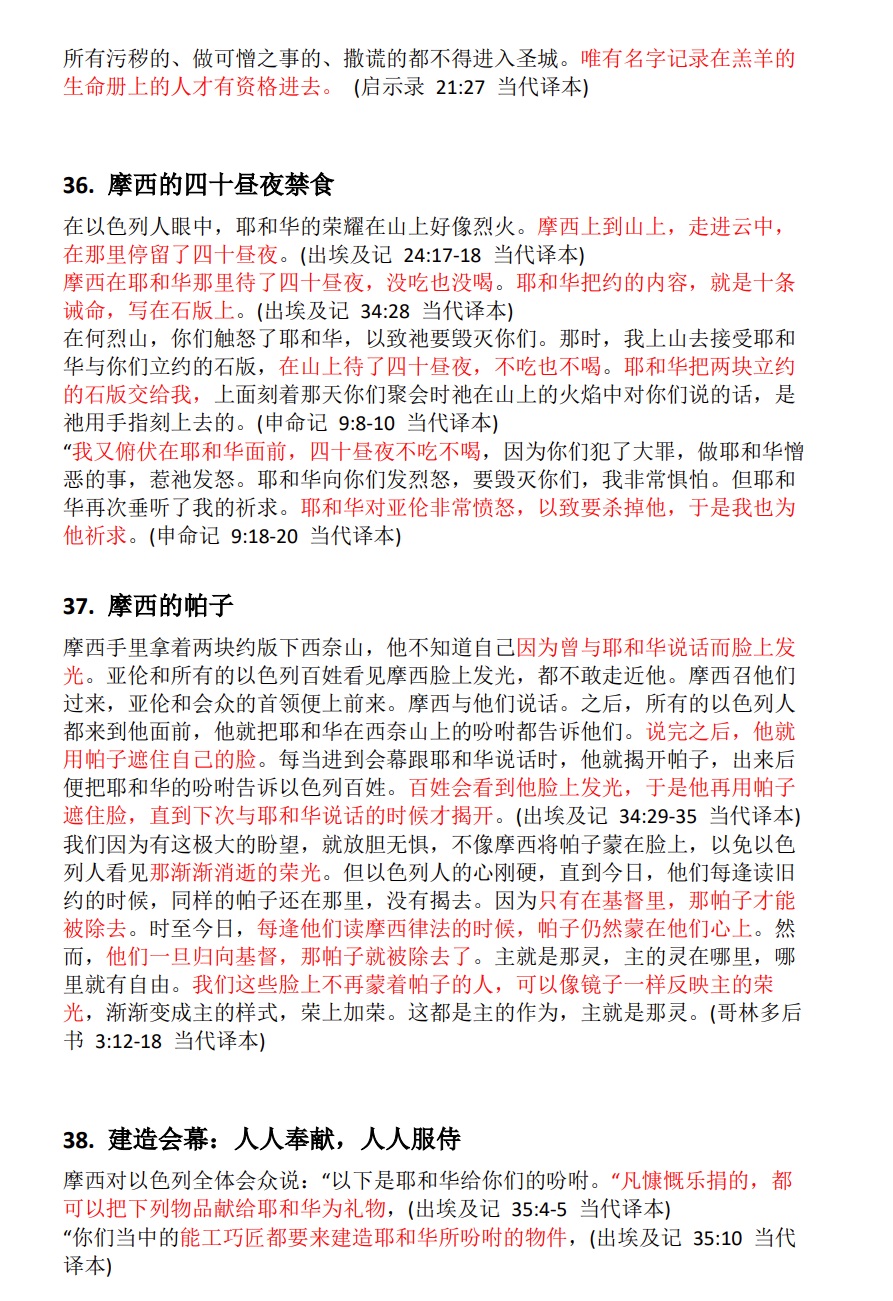 所有污秽的、做可憎之事的、撒谎的都不得进入圣城。唯有名字记录在羔羊的
生命册上的人才有资格进去。 (启示录 21:27 当代译本)
36. 摩西的四十昼夜禁食
在以色列人眼中，耶和华的荣耀在山上好像烈火。摩西上到山上，走进云中，
在那里停留了四十昼夜。(出埃及记 24:17-18 当代译本)
摩西在耶和华那里待了四十昼夜，没吃也没喝。耶和华把约的内容，就是十条
诫命，写在石版上。(出埃及记 34:28 当代译本)
在何烈山，你们触怒了耶和华，以致祂要毁灭你们。那时，我上山去接受耶和
华与你们立约的石版，在山上待了四十昼夜，不吃也不喝。耶和华把两块立约
的石版交给我，上面刻着那天你们聚会时祂在山上的火焰中对你们说的话，是
祂用手指刻上去的。(申命记 9:8-10 当代译本)
“我又俯伏在耶和华面前，四十昼夜不吃不喝，因为你们犯了大罪，做耶和华憎
恶的事，惹祂发怒。耶和华向你们发烈怒，要毁灭你们，我非常惧怕。但耶和
华再次垂听了我的祈求。耶和华对亚伦非常愤怒，以致要杀掉他，于是我也为
他祈求。(申命记 9:18-20 当代译本)
37. 摩西的帕子
摩西手里拿着两块约版下西奈山，他不知道自己因为曾与耶和华说话而脸上发
光。亚伦和所有的以色列百姓看见摩西脸上发光，都不敢走近他。摩西召他们
过来，亚伦和会众的首领便上前来。摩西与他们说话。之后，所有的以色列人
都来到他面前，他就把耶和华在西奈山上的吩咐都告诉他们。说完之后，他就
用帕子遮住自己的脸。每当进到会幕跟耶和华说话时，他就揭开帕子，出来后
便把耶和华的吩咐告诉以色列百姓。百姓会看到他脸上发光，于是他再用帕子
遮住脸，直到下次与耶和华说话的时候才揭开。(出埃及记 34:29-35 当代译本)
我们因为有这极大的盼望，就放胆无惧，不像摩西将帕子蒙在脸上，以免以色
列人看见那渐渐消逝的荣光。但以色列人的心刚硬，直到今日，他们每逢读旧
约的时候，同样的帕子还在那里，没有揭去。因为只有在基督里，那帕子才能
被除去。时至今日，每逢他们读摩西律法的时候，帕子仍然蒙在他们心上。然
而，他们一旦归向基督，那帕子就被除去了。主就是那灵，主的灵在哪里，哪
里就有自由。我们这些脸上不再蒙着帕子的人，可以像镜子一样反映主的荣
光，渐渐变成主的样式，荣上加荣。这都是主的作为，主就是那灵。(哥林多后
书 3:12-18 当代译本)
38. 建造会幕：人人奉献，人人服侍
摩西对以色列全体会众说：“以下是耶和华给你们的吩咐。“凡慷慨乐捐的，都
可以把下列物品献给耶和华为礼物，(出埃及记 35:4-5 当代译本)
“你们当中的能工巧匠都要来建造耶和华所吩咐的物件，(出埃及记 35:10 当代
译本)